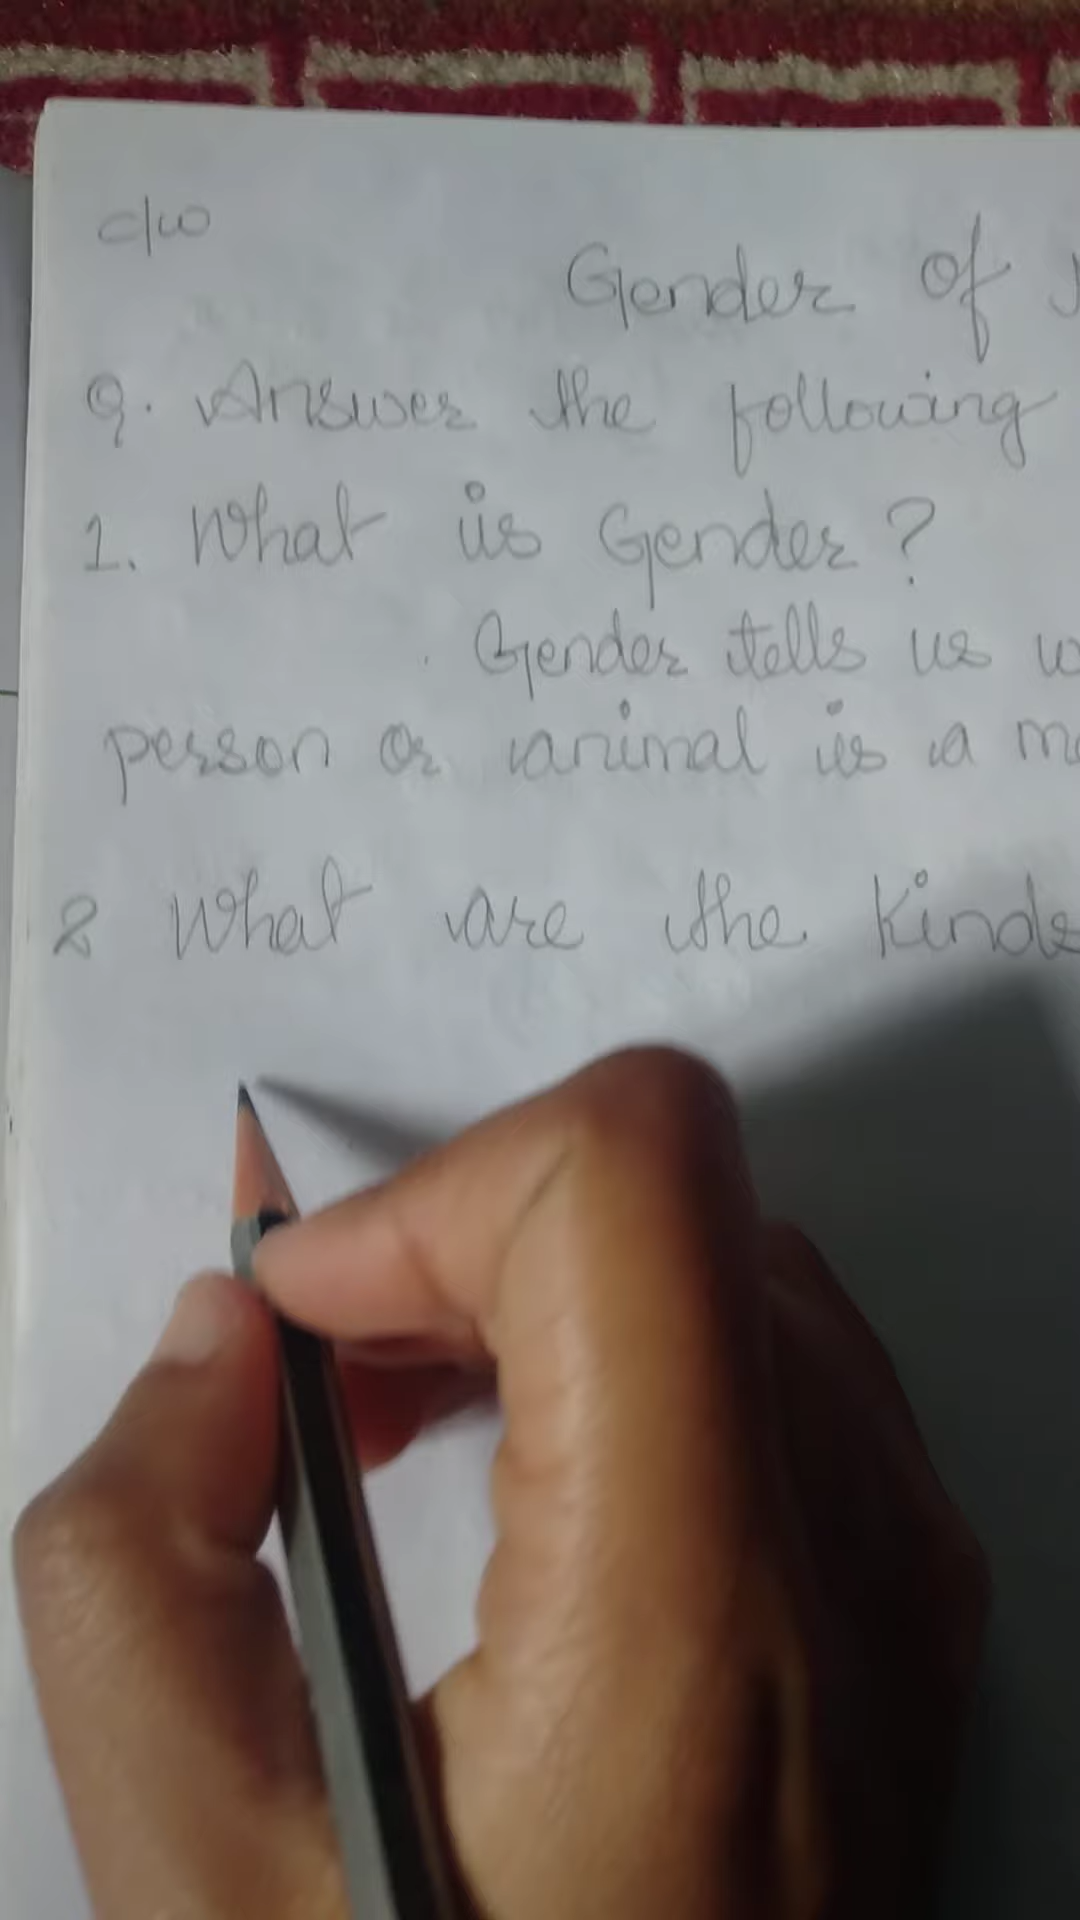 c/w
Gender of
Q. Answer the following
1. What is Gender?
Gender tells us
person or animal is a
2 What are the Kinds